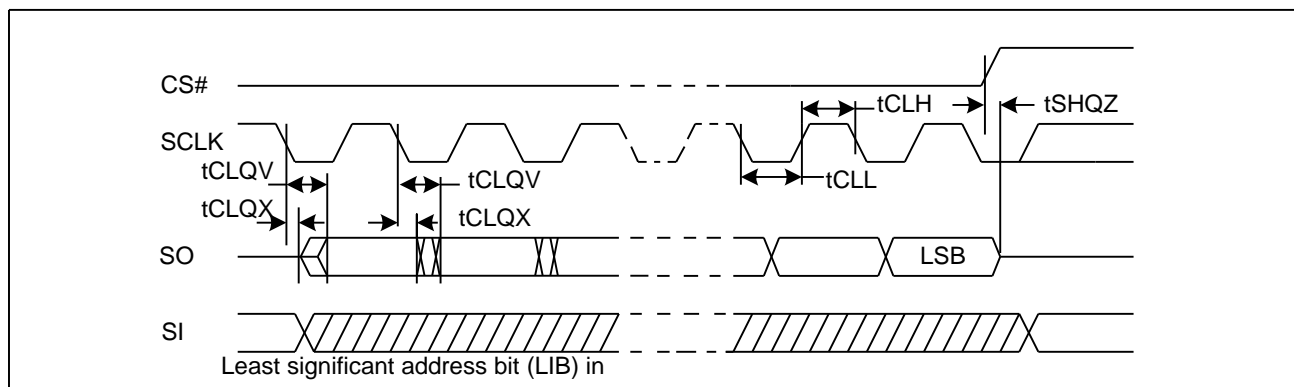 CS#
tCLH
tSHQZ
SCLK
tCLQV
tCLQV
tCLL
tCLQX
tCLQX
SO
LSB
SI
Least significant address bit (LIB) in